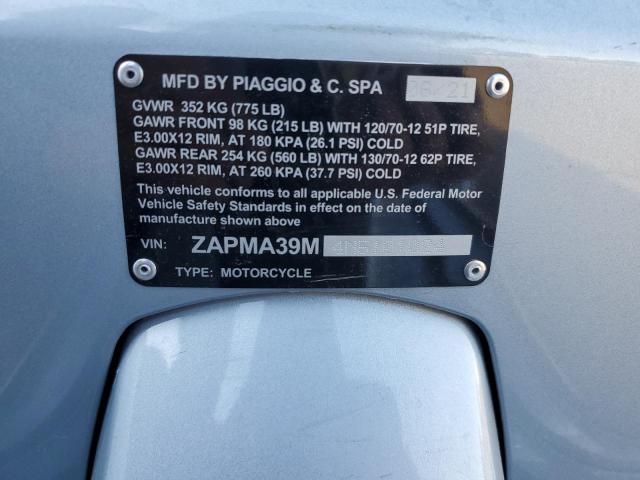 MFD BY PIAGGIO & C. SPA
GVWR 352 KG (775 LB)
GAWR FRONT 98 KG (215 LB) WITH 120/70-12 51P TIRE,
E3.00X12 RIM, AT 180 KPA (26.1 PSI) COLD
GAWR REAR 254 KG (560 LB) WITH 130/70-12 62P TIRE,
E3.00X12 RIM, AT 260 KPA (37.7 PSI) COLD
This vehicle conforms to all applicable U.S. Federal Motor
Vehicle Safety Standards in effect on the date of
manufacture shown above
VIN: ZAPMA39M
TYPE: MOTORCYCLE